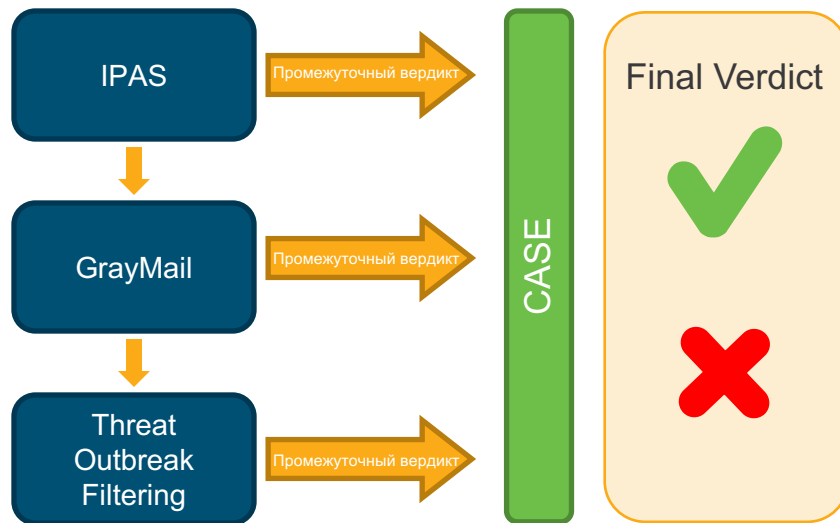 IPAS
Промежуточный вердикт
Final Verdict
GrayMail
Промежуточный вердикт
CASE
Threat
Outbreak
Filtering
Промежуточный вердикт